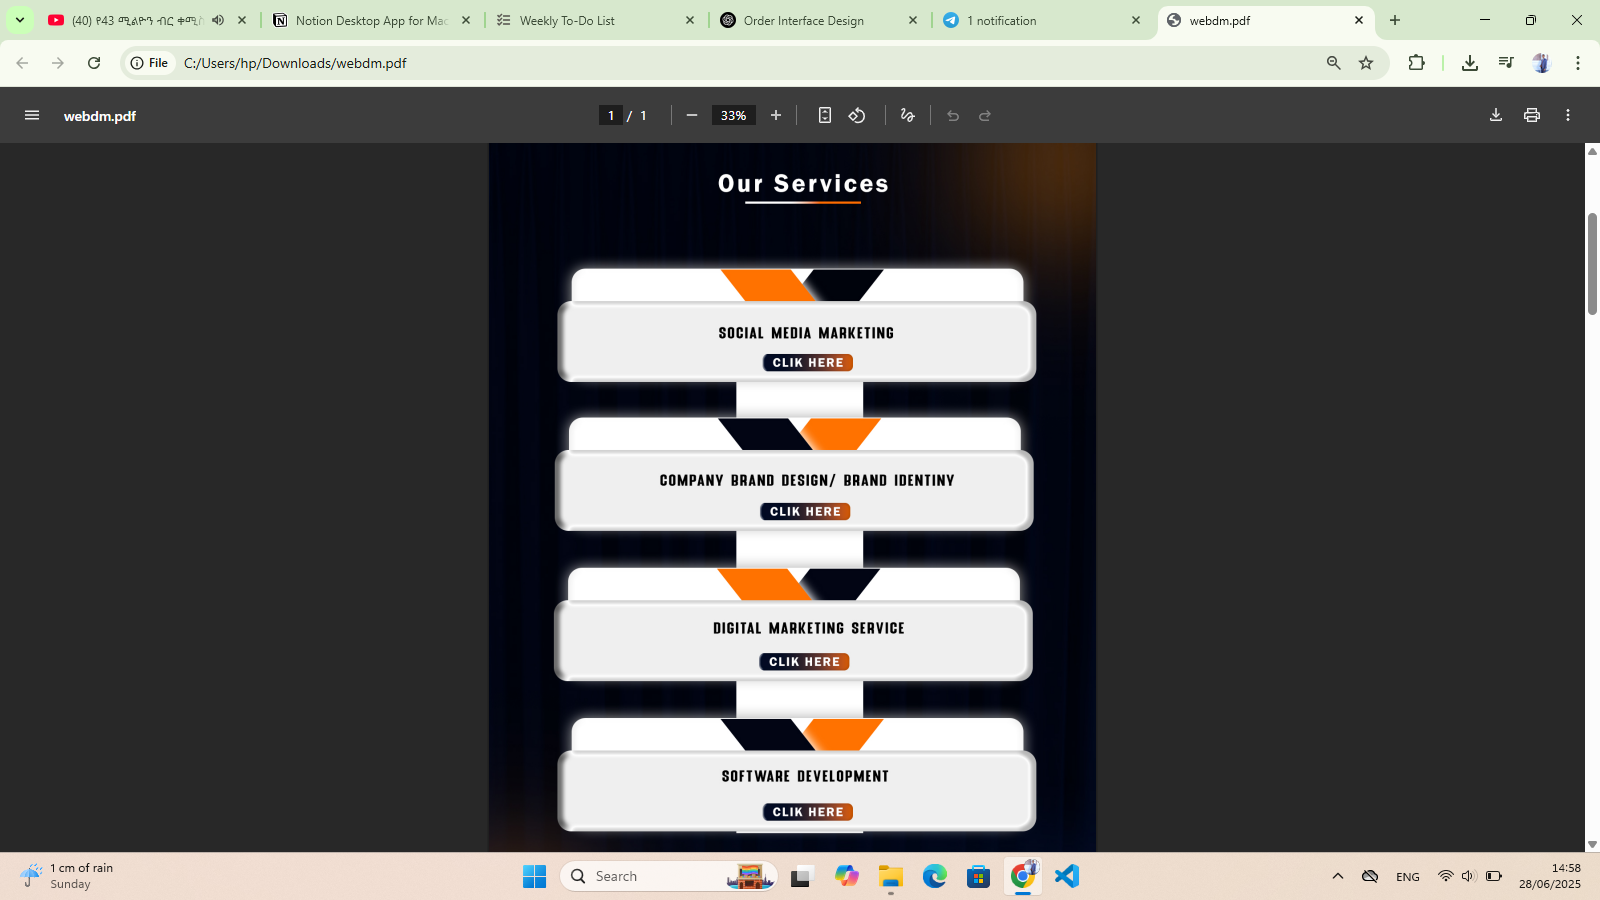 (40) የ43 ሚልዮን ብር ቀሚስ
Notion Desktop App for Mac
Weekly To-Do List
Order Interface Design
1 notification
webdm.pdf
File
C:/Users/hp/Downloads/webdm.pdf
webdm.pdf
1 / 1
33%
Our Services
SOCIAL MEDIA MARKETING
CLIK HERE
COMPANY BRAND DESIGN/ BRAND IDENTINY
CLIK HERE
DIGITAL MARKETING SERVICE
CLIK HERE
SOFTWARE DEVELOPMENT
CLIK HERE
1 cm of rain
Sunday
Search
ENG
14:58
28/06/2025